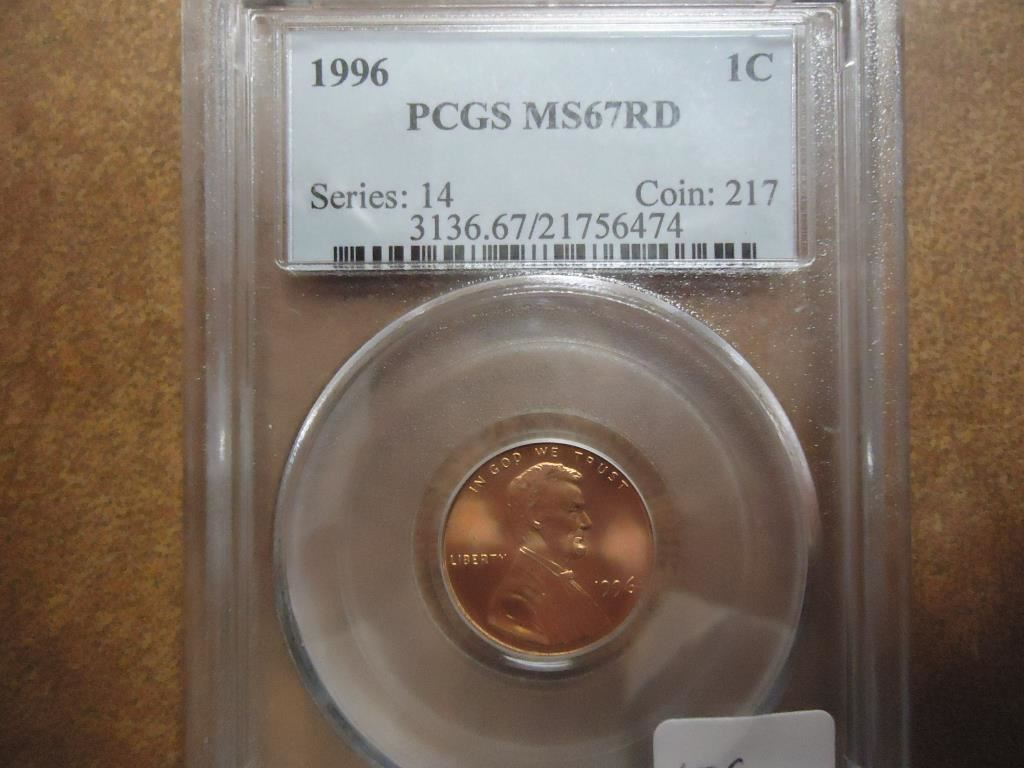 1996 1C
PCGS MS67RD
Series: 14 Coin: 217
3136.67/21756474
IN GOD WE TRUST
LIBERTY
1996